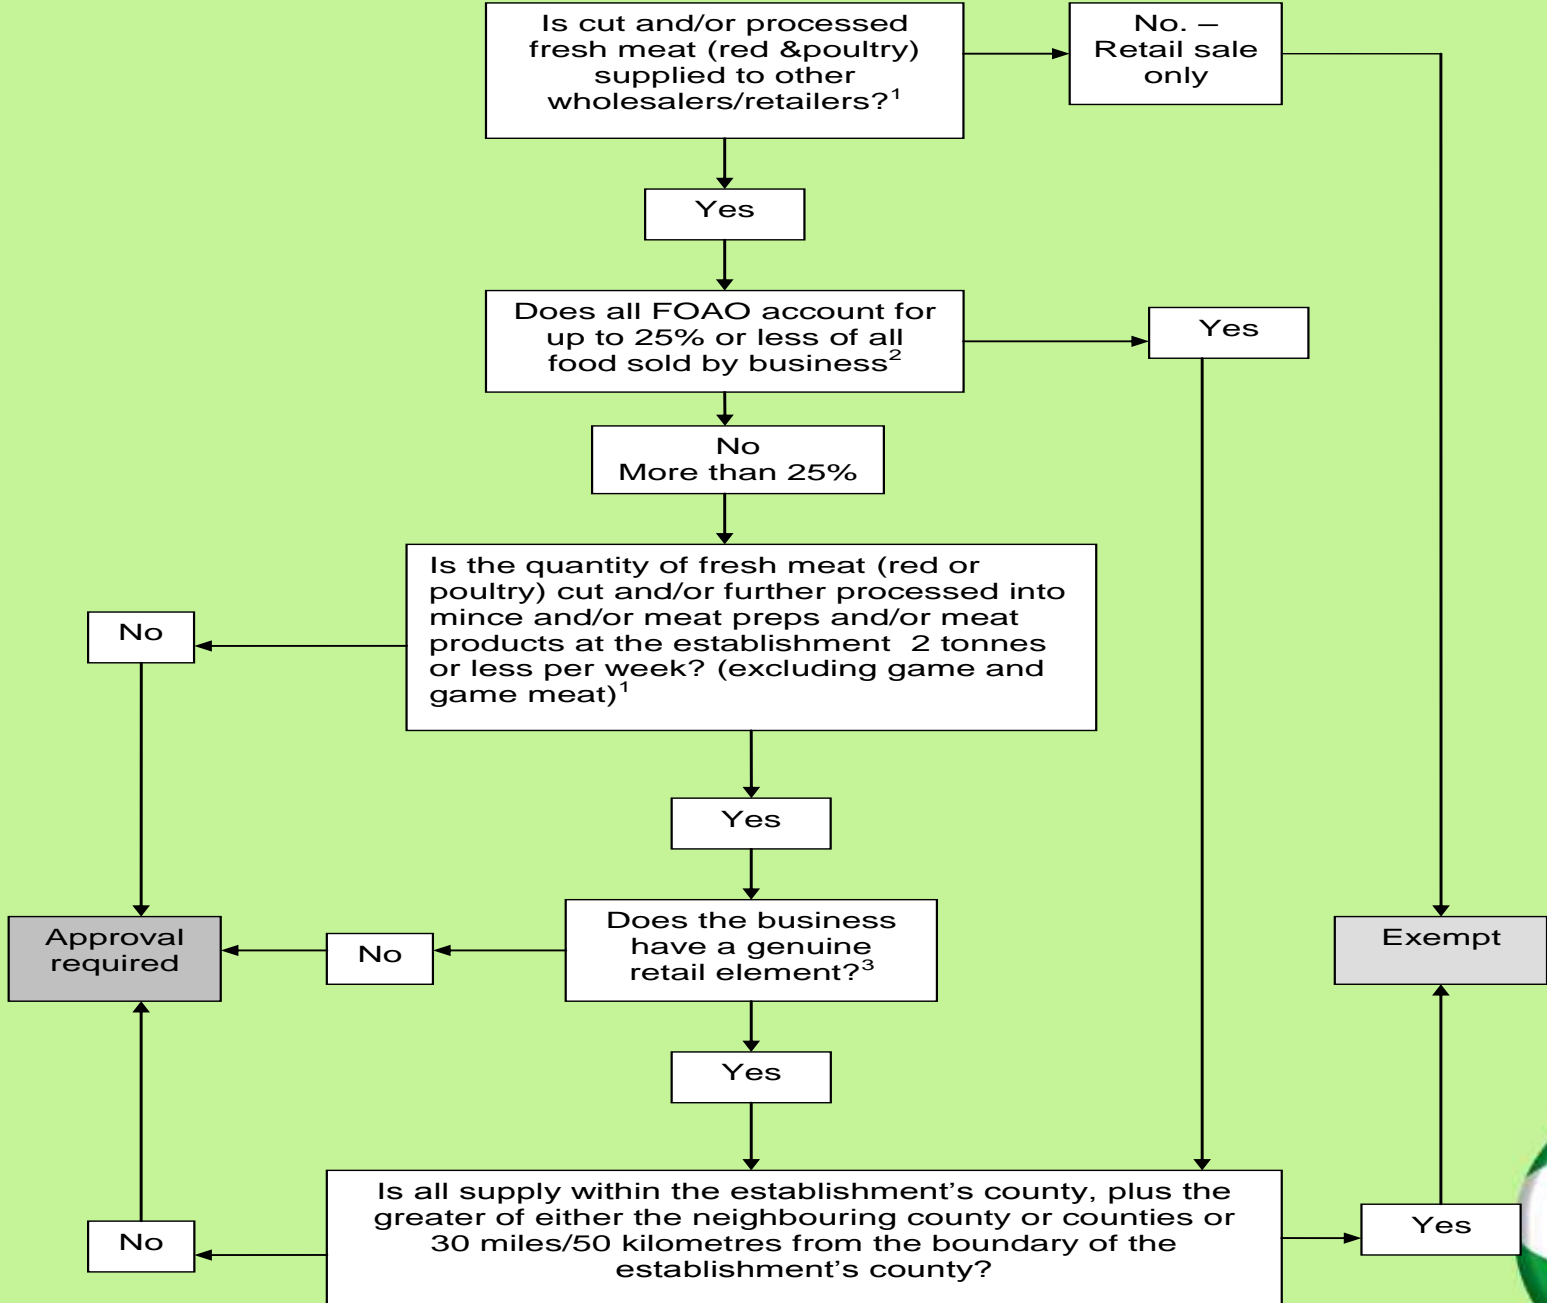 Is cut and/or processed
fresh meat (red &poultry)
supplied to other
wholesalers/retailers?1
No. –
Retail sale
only
Yes
Does all FOAO account for
up to 25% or less of all
food sold by business2
Yes
No
More than 25%
Is the quantity of fresh meat (red or
poultry) cut and/or further processed into
mince and/or meat preps and/or meat
products at the establishment 2 tonnes
or less per week? (excluding game and
game meat)1
No
Yes
Does the business
have a genuine
retail element?3
No
Approval
required
Exempt
Yes
Is all supply within the establishment’s county, plus the
greater of either the neighbouring county or counties or
30 miles/50 kilometres from the boundary of the
establishment’s county?
No
Yes